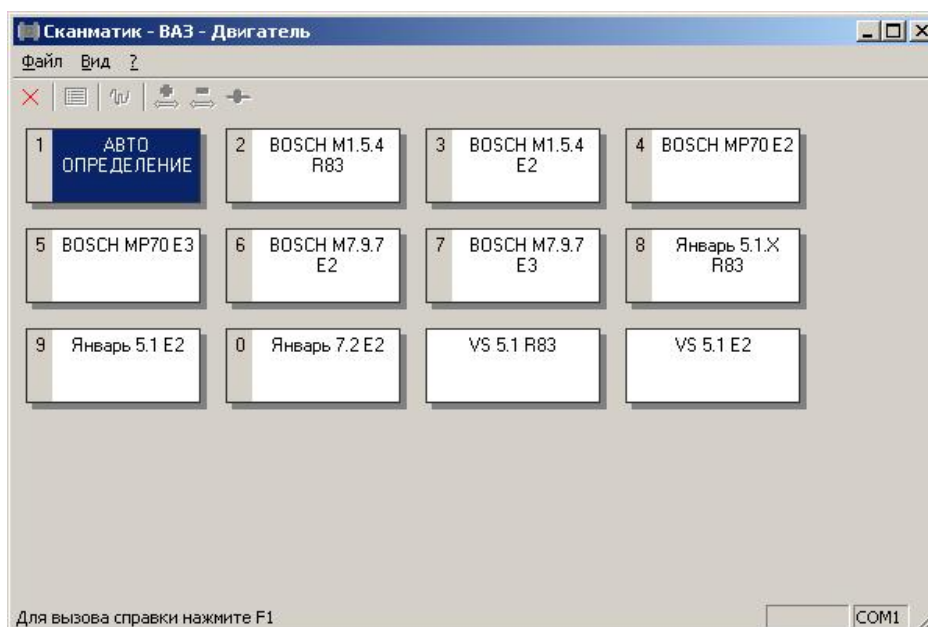 Сканматик - ВАЗ - Двигатель
Файл Вид ?
1 АВТО ОПРЕДЕЛЕНИЕ
2 BOSCH M1.5.4 R83
3 BOSCH M1.5.4 E2
4 BOSCH MP70 E2
5 BOSCH MP70 E3
6 BOSCH M7.9.7 E2
7 BOSCH M7.9.7 E3
8 Январь 5.1.X R83
9 Январь 5.1 E2
0 Январь 7.2 E2
VS 5.1 R83
VS 5.1 E2
Для вызова справки нажмите F1
COM1